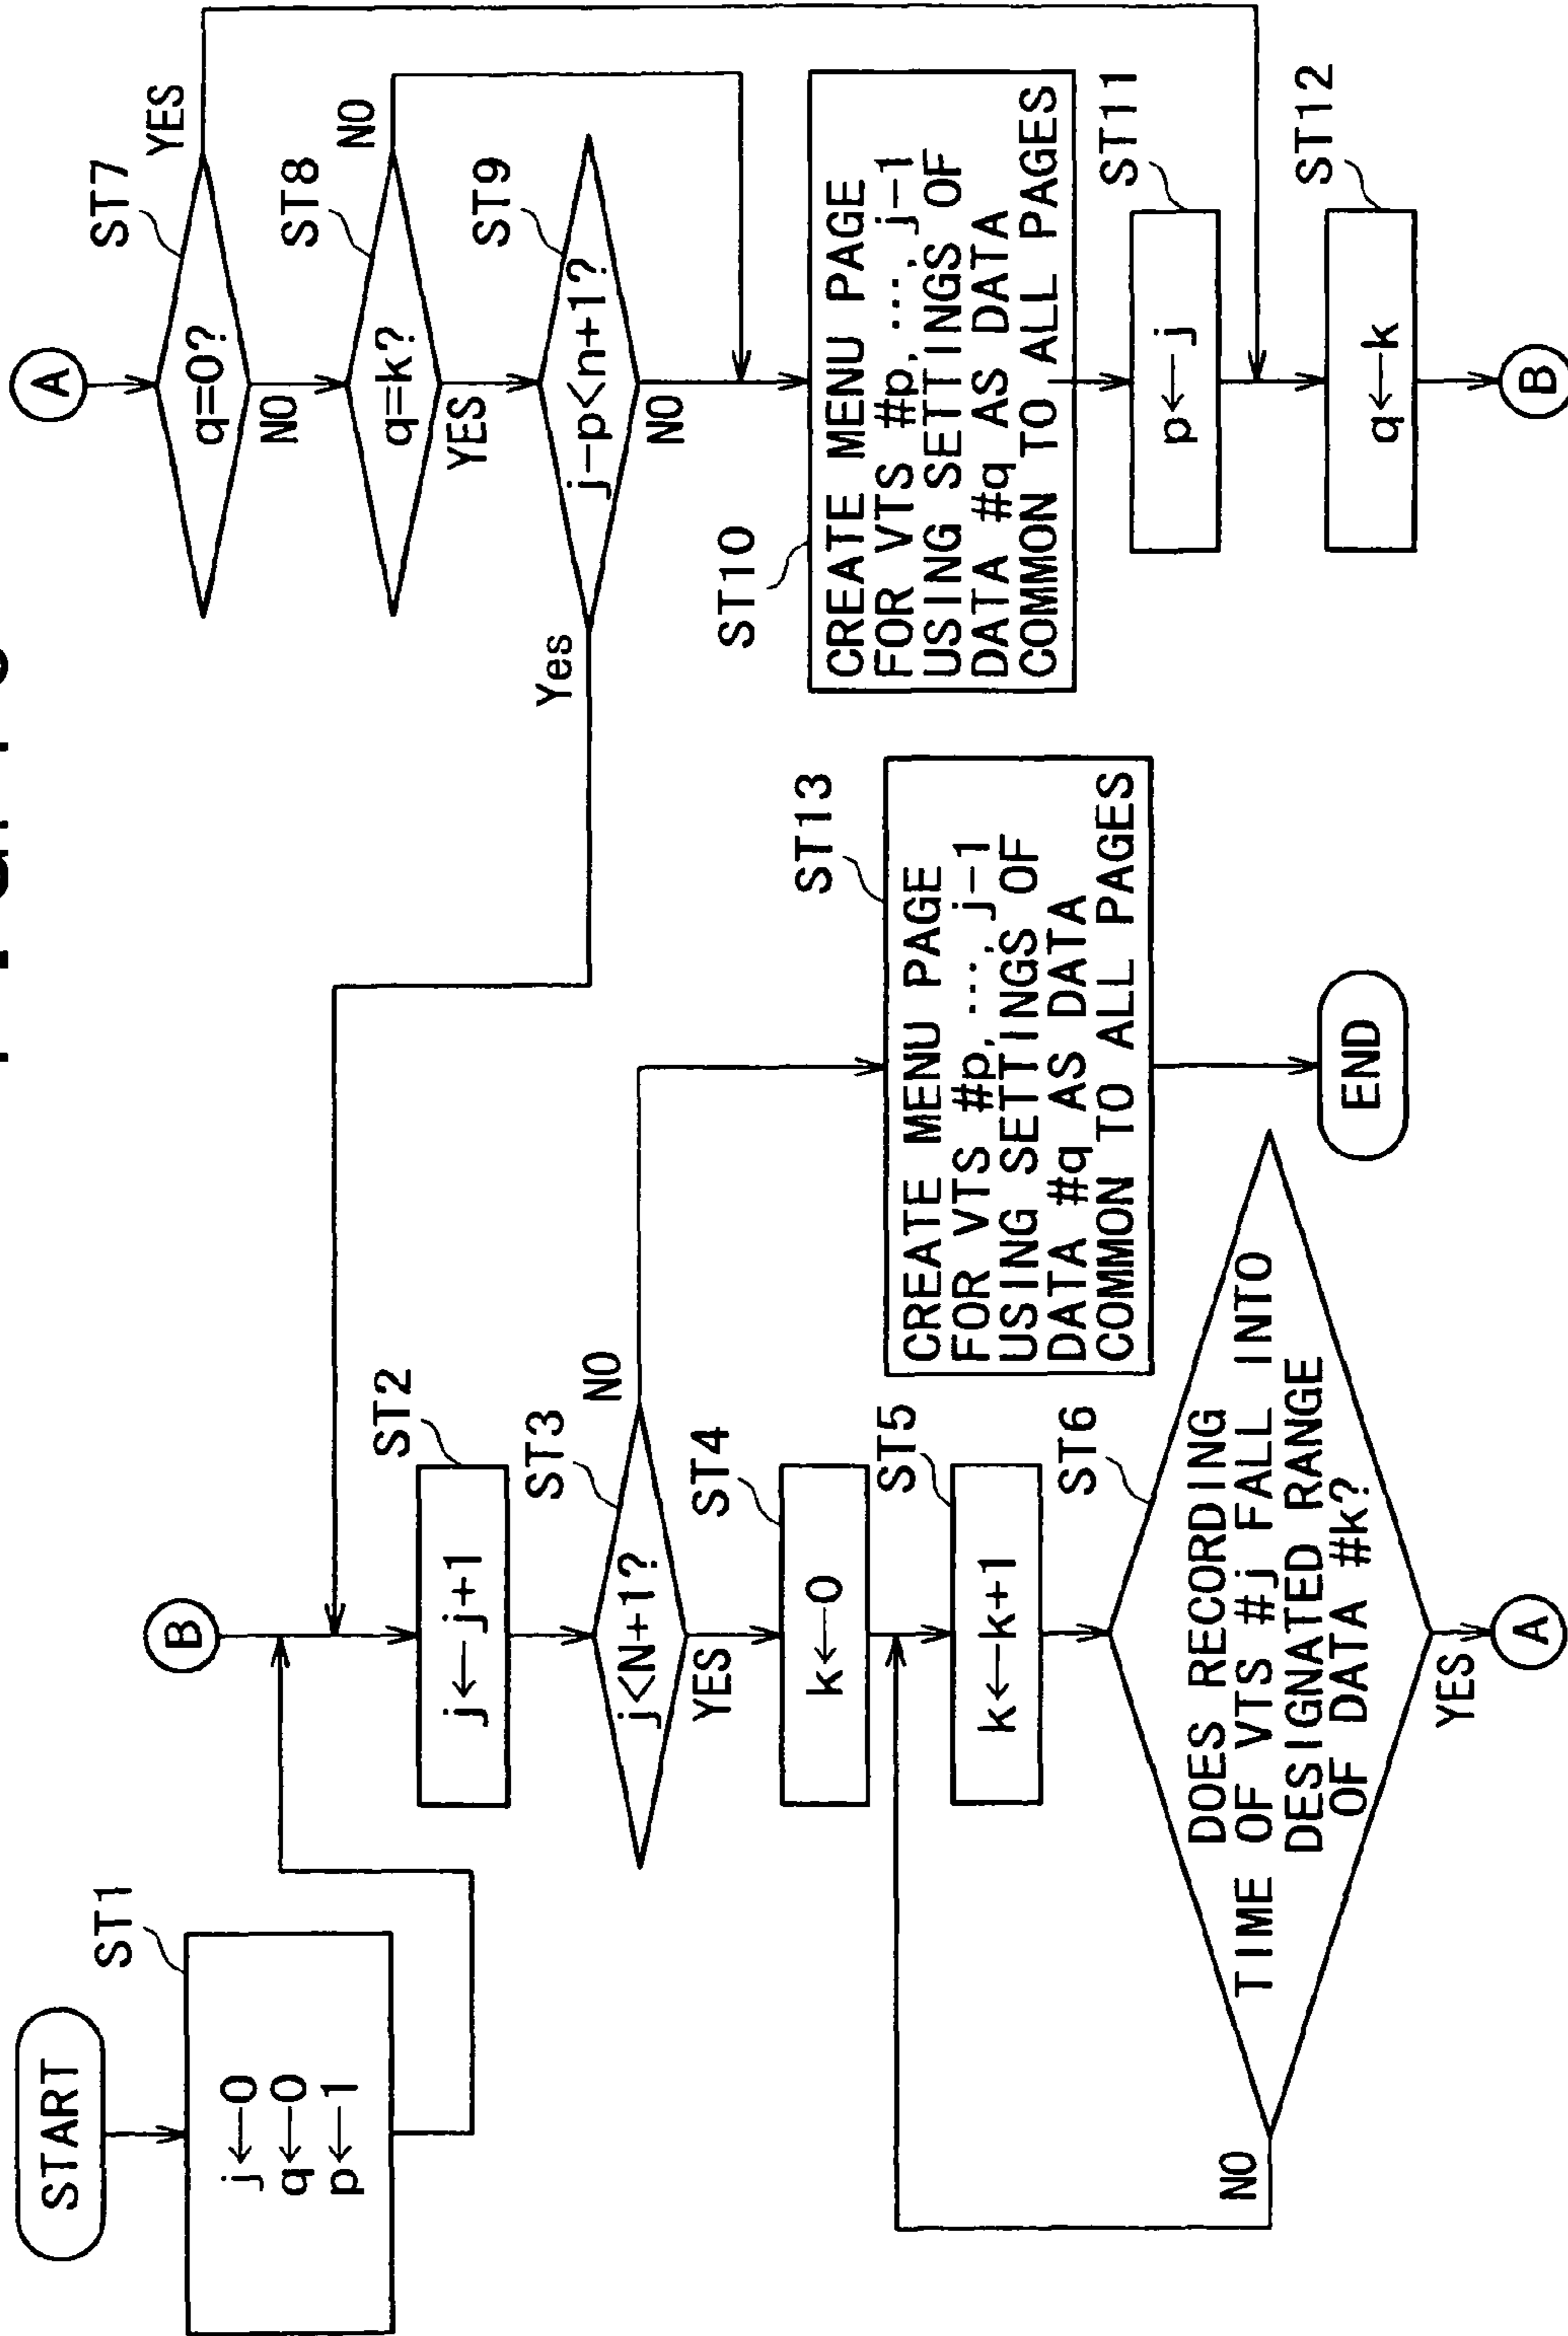 START
ST1
j←0
q←0
p←1
B
ST2
j←j+1
ST3
j<N+1?
NO
YES
ST4
k←0
ST5
k←k+1
ST6
DOES RECORDING
TIME OF VTS #j FALL INTO
DESIGNATED RANGE
OF DATA #k?
NO
YES
A
ST13
CREATE MENU PAGE
FOR VTS #p, ..., j-1
USING SETTINGS OF
DATA #q AS DATA
COMMON TO ALL PAGES
END
A
ST7
q=0?
YES
NO
ST8
q=k?
NO
YES
ST9
j-p<n+1?
Yes
NO
ST10
CREATE MENU PAGE
FOR VTS #p, ..., j-1
USING SETTINGS OF
DATA #q AS DATA
COMMON TO ALL PAGES
ST11
p←j
ST12
q←k
B